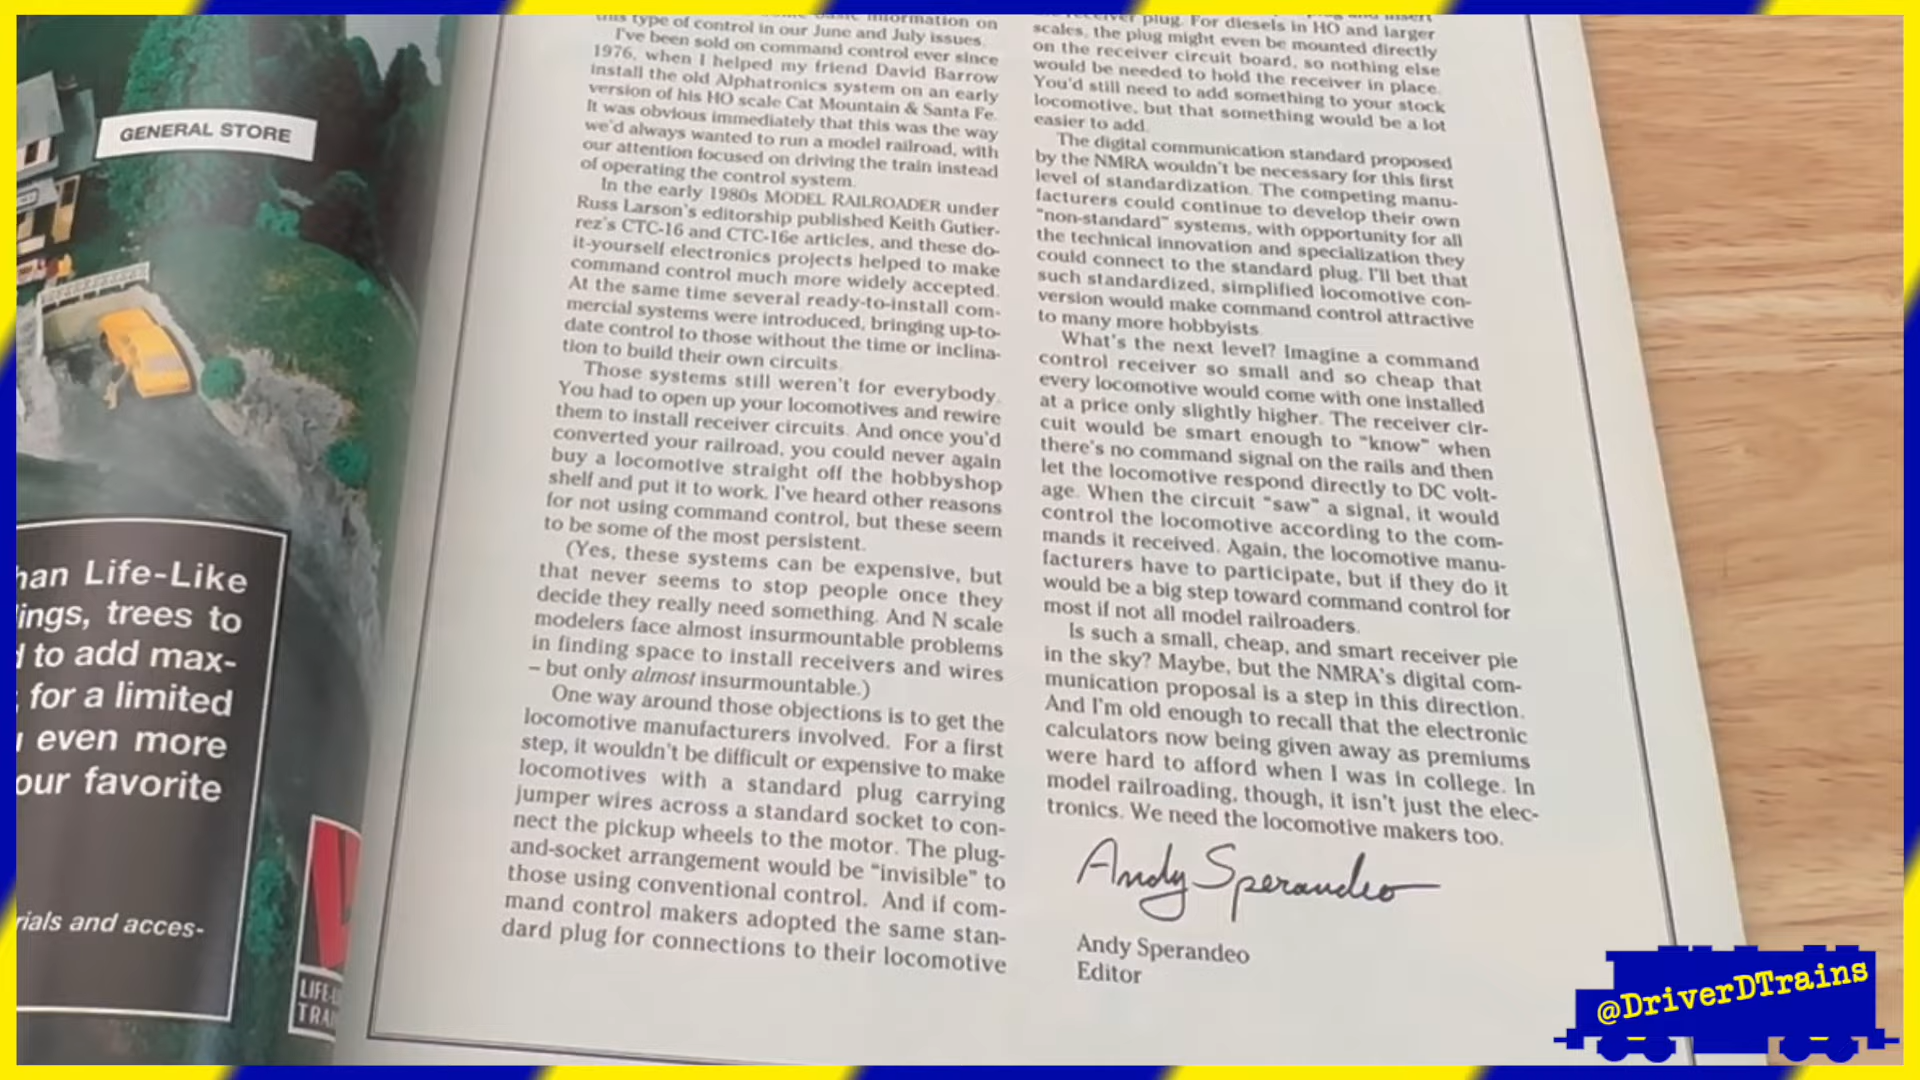 GENERAL STORE
han Life-Like
ings, trees to
d to add max-
for a limited
u even more
our favorite
rials and acces-
LIFE-L
TRA
this type of control in our June and July issues.
I've been sold on command control ever since
1976, when I helped my friend David Barrow
install the old Alphatronics system on an early
version of his HO scale Cat Mountain & Santa Fe.
It was obvious immediately that this was the way
we'd always wanted to run a model railroad, with
our attention focused on driving the train instead
of operating the control system.
In the early 1980s MODEL RAILROADER under
Russ Larson's editorship published Keith Gutier-
rez's CTC-16 and CTC-16e articles, and these do-
it-yourself electronics projects helped to make
command control much more widely accepted.
At the same time several ready-to-install com-
mercial systems were introduced, bringing up-to-
date control to those without the time or inclina-
tion to build their own circuits.
Those systems still weren't for everybody.
You had to open up your locomotives and rewire
them to install receiver circuits. And once you'd
converted your railroad, you could never again
buy a locomotive straight off the hobbyshop
shelf and put it to work. I've heard other reasons
for not using command control, but these seem
to be some of the most persistent.
(Yes, these systems can be expensive, but
that never seems to stop people once they
decide they really need something. And N scale
modelers face almost insurmountable problems
in finding space to install receivers and wires
– but only almost insurmountable.)
One way around those objections is to get the
locomotive manufacturers involved. For a first
step, it wouldn't be difficult or expensive to make
locomotives with a standard plug carrying
jumper wires across a standard socket to con-
nect the pickup wheels to the motor. The plug-
and-socket arrangement would be "invisible" to
those using conventional control. And if com-
mand control makers adopted the same stan-
dard plug for connections to their locomotive
receiver plug. For diesels in HO and larger
scales, the plug might even be mounted directly
on the receiver circuit board, so nothing else
would be needed to hold the receiver in place.
You'd still need to add something to your stock
locomotive, but that something would be a lot
easier to add.
The digital communication standard proposed
by the NMRA wouldn't be necessary for this first
level of standardization. The competing manu-
facturers could continue to develop their own
"non-standard" systems, with opportunity for all
the technical innovation and specialization they
could connect to the standard plug. I'll bet that
such standardized, simplified locomotive con-
version would make command control attractive
to many more hobbyists.
What's the next level? Imagine a command
control receiver so small and so cheap that
every locomotive would come with one installed
at a price only slightly higher. The receiver cir-
cuit would be smart enough to "know" when
there's no command signal on the rails and then
let the locomotive respond directly to DC volt-
age. When the circuit "saw" a signal, it would
control the locomotive according to the com-
mands it received. Again, the locomotive manu-
facturers have to participate, but if they do it
would be a big step toward command control for
most if not all model railroaders.
Is such a small, cheap, and smart receiver pie
in the sky? Maybe, but the NMRA's digital com-
munication proposal is a step in this direction.
And I'm old enough to recall that the electronic
calculators now being given away as premiums
were hard to afford when I was in college. In
model railroading, though, it isn't just the elec-
tronics. We need the locomotive makers too.
Andy Sperandeo
Andy Sperandeo
Editor
@DriverDTrains